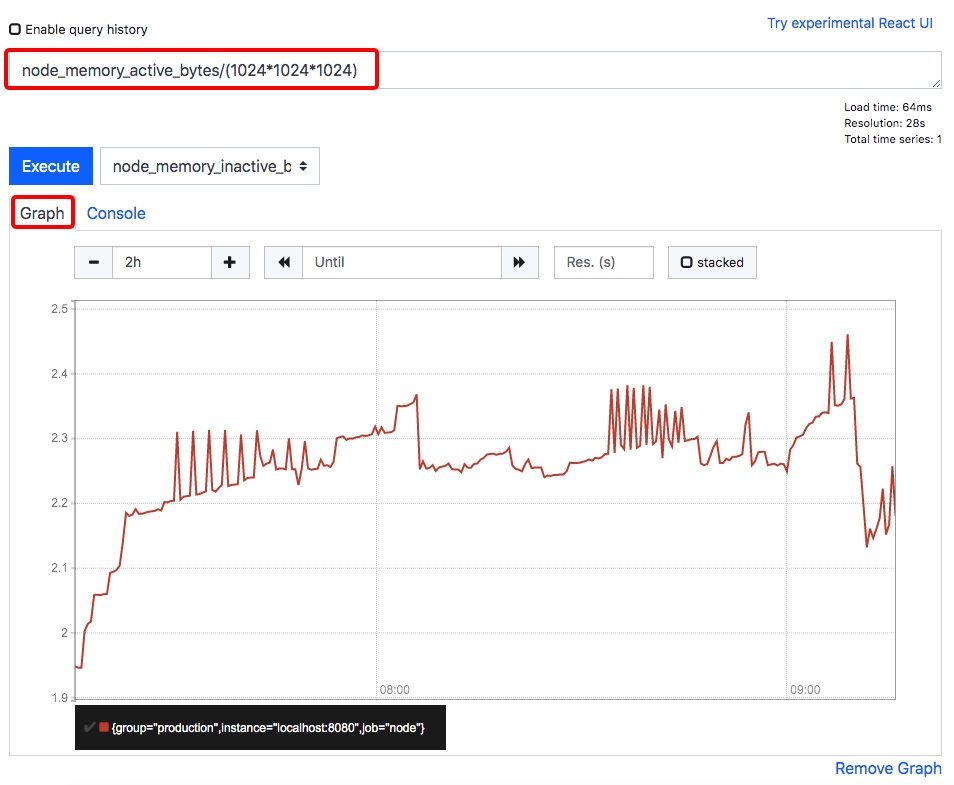 Try experimental React UI
Enable query history
node_memory_active_bytes/(1024*1024*1024)
Load time: 64ms
Resolution: 28s
Total time series: 1
Execute node_memory_inactive_b
Graph Console
2h Until Res. (s) stacked
2.5
2.4
2.3
2.2
2.1
2
1.9
08:00 09:00
{group="production",instance="localhost:8080",job="node"}
Remove Graph